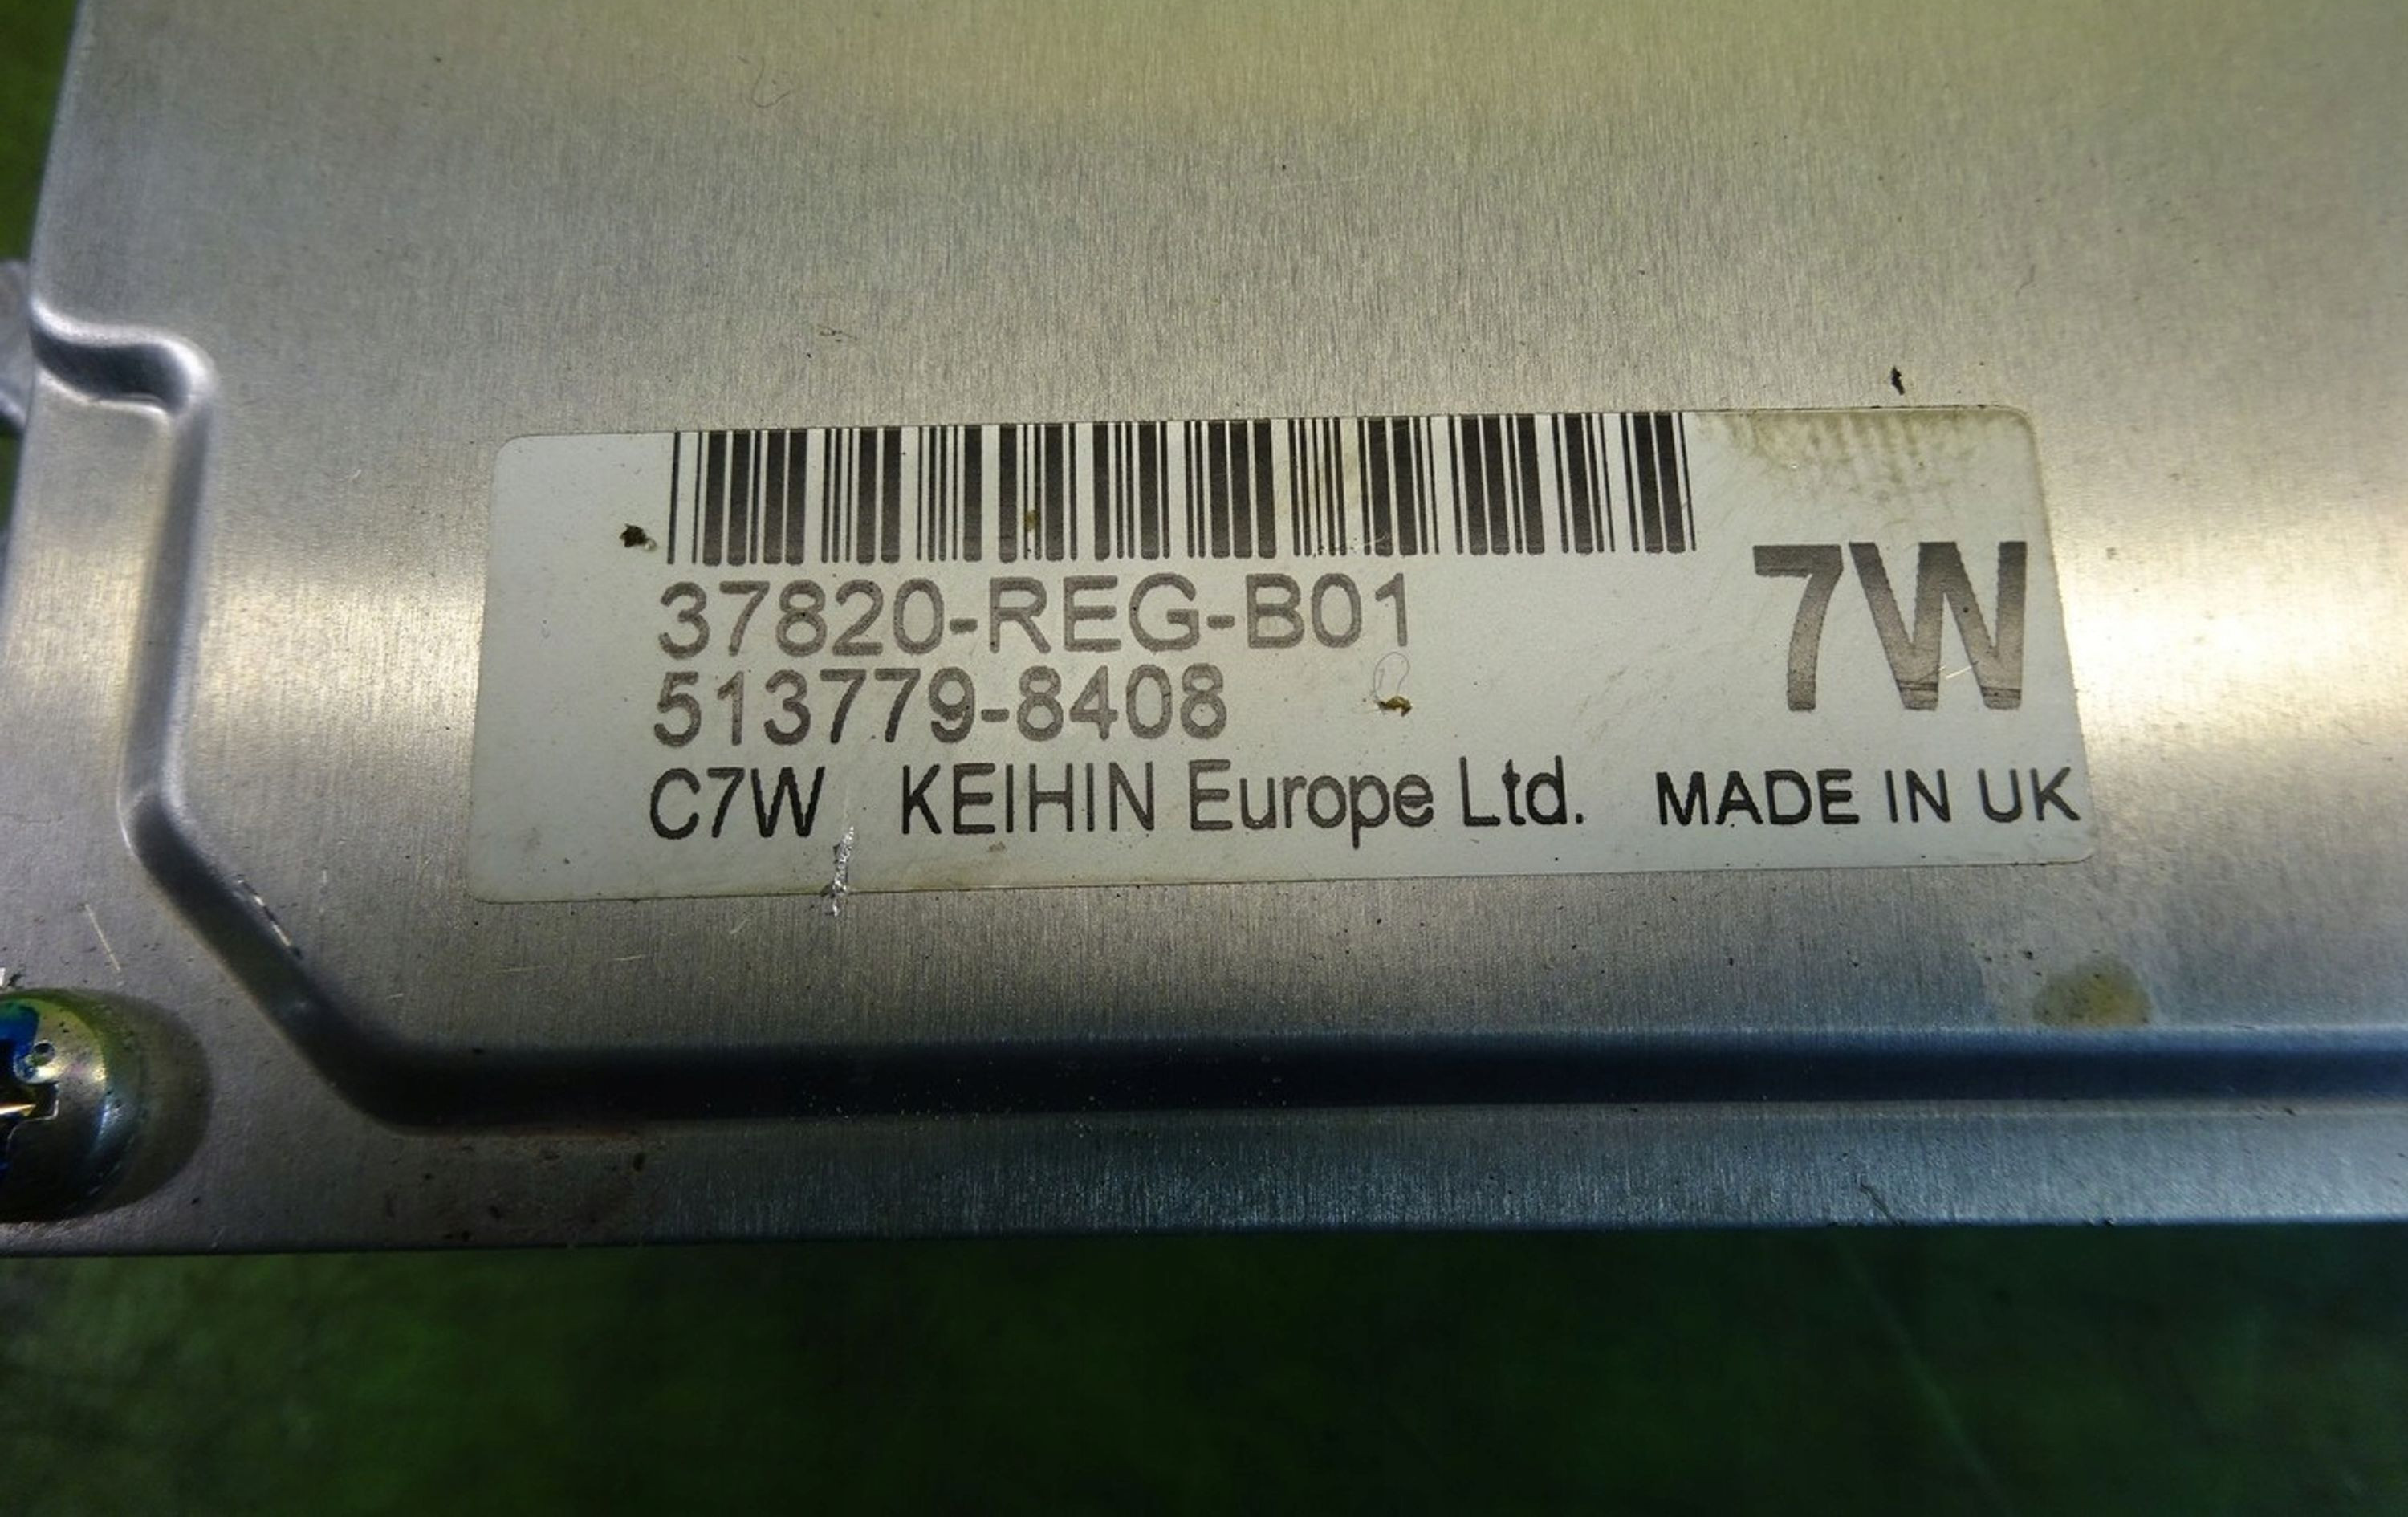 37820-REG-B01
7W
513779-8408
C7W KEIHIN Europe Ltd. MADE IN UK